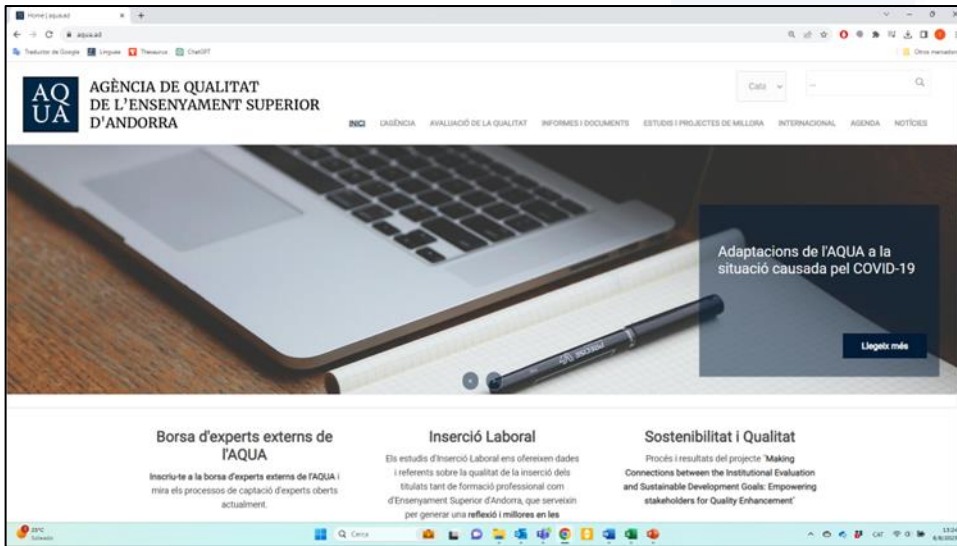 Home | aqua.ad
aqua.ad
Traductor de Google
Linguee
Thesaurus
ChatGPT
Otros marcadores
AQ
UA
AGÈNCIA DE QUALITAT
DE L'ENSENYAMENT SUPERIOR
D'ANDORRA
Cata
INICI
L'AGÈNCIA
AVALUACIÓ DE LA QUALITAT
INFORMES I DOCUMENTS
ESTUDIS I PROJECTES DE MILLORA
INTERNACIONAL
AGENDA
NOTÍCIES
Adaptacions de l'AQUA a la
situació causada pel COVID-19
Llegeix més
PRECISE
Borsa d'experts externs de
l'AQUA
Inscriu-te a la borsa d'experts externs de l'AQUA i
mira els processos de captació d'experts oberts
actualment.
Inserció Laboral
Els estudis d'Inserció Laboral ens ofereixen dades
i referents sobre la qualitat de la inserció dels
titulats tant de formació professional com
d'Ensenyament Superior d'Andorra, que serveixin
per generar una reflexió i millores en les
Sostenibilitat i Qualitat
Procés i resultats del projecte "Making
Connections between the Institutional Evaluation
and Sustainable Development Goals: Empowering
stakeholders for Quality Enhancement"
23°C
Soleado
Cerca
CAT
13:24